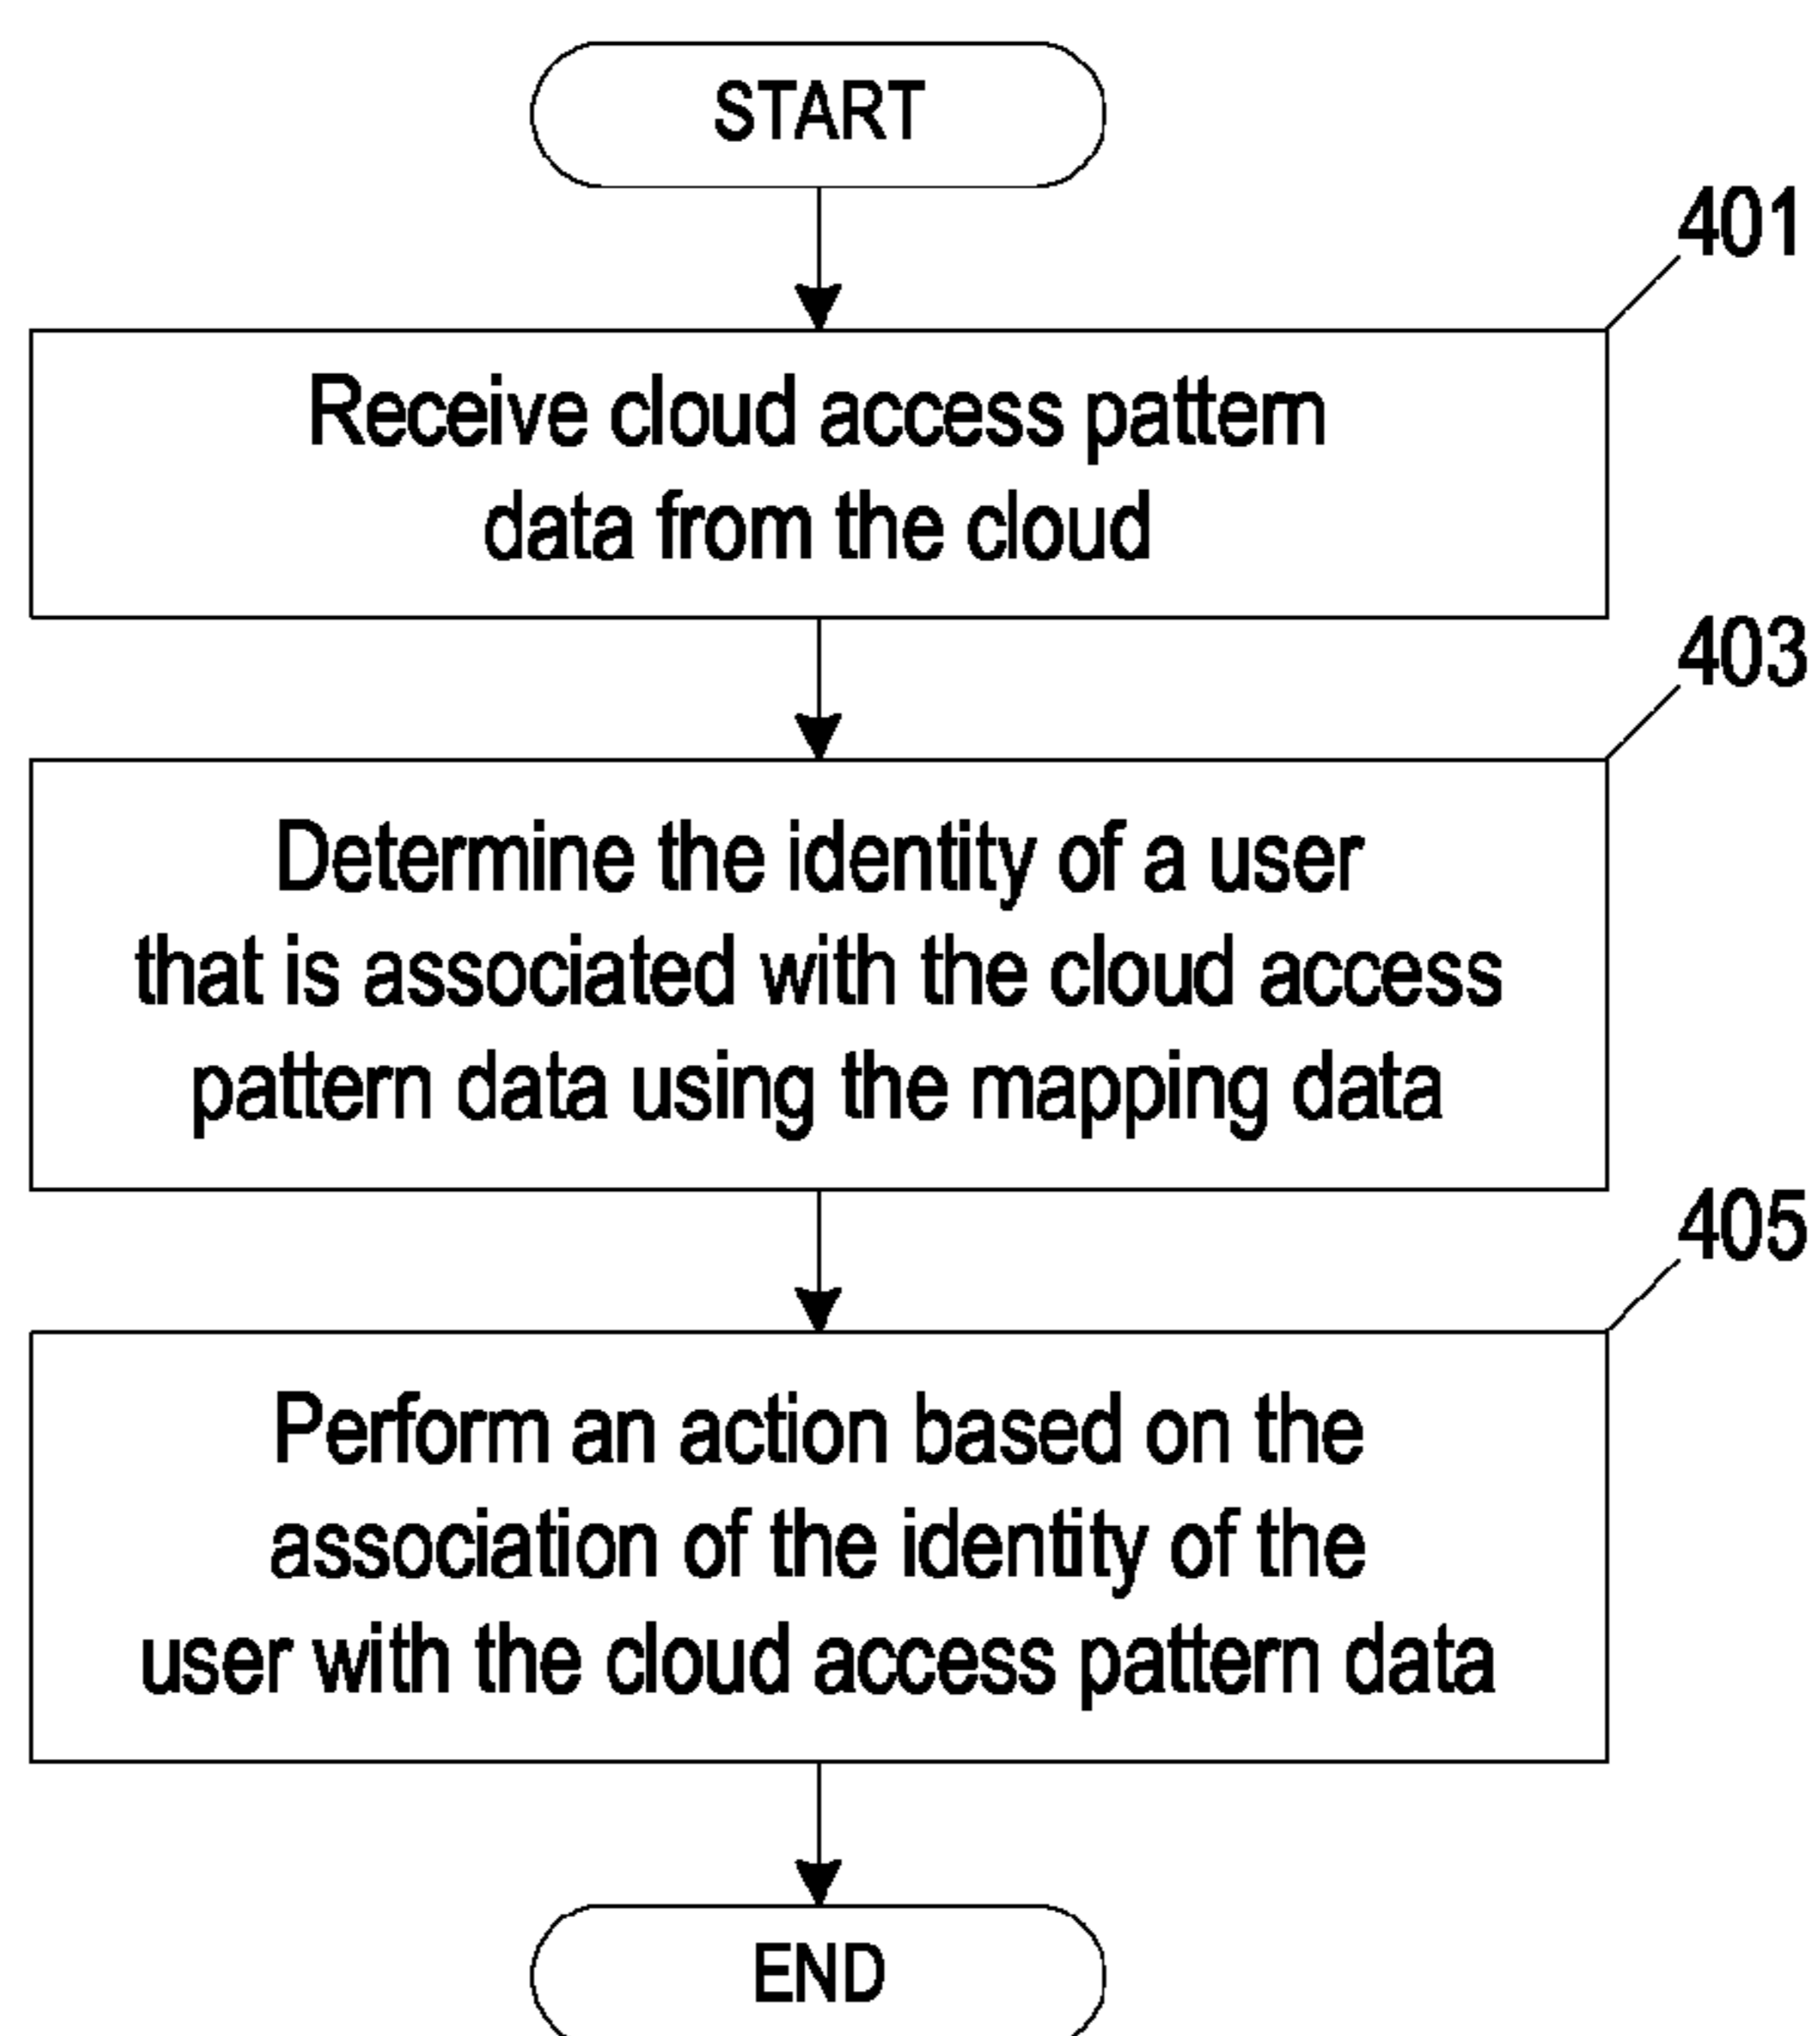 START
401
Receive cloud access pattern
data from the cloud
403
Determine the identity of a user
that is associated with the cloud access
pattern data using the mapping data
405
Perform an action based on the
association of the identity of the
user with the cloud access pattern data
END